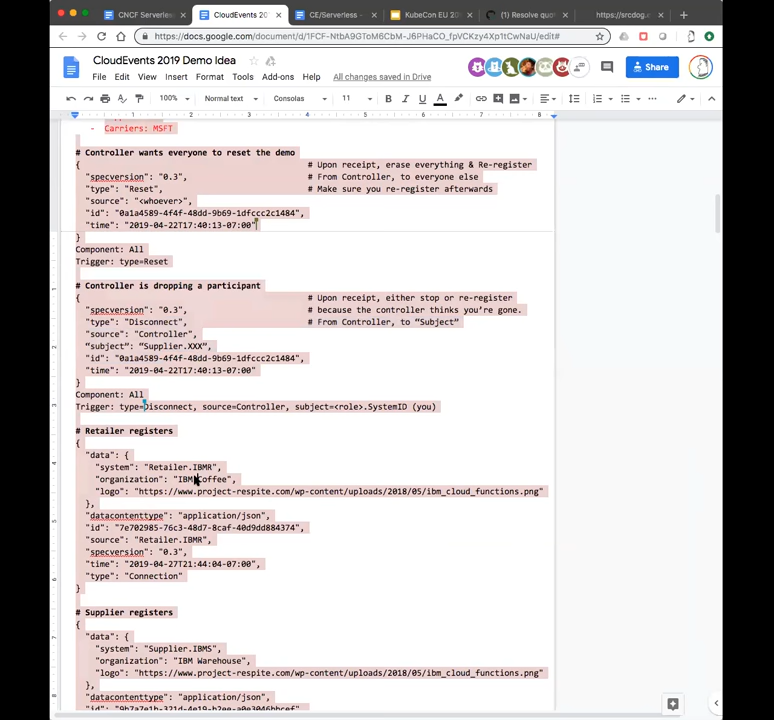 CNCF Serverless
CloudEvents 201
CE/Serverless -
KubeCon EU 20
(1) Resolve quo
https://srcdog.e
https://docs.google.com/document/d/1FCF-NtbA9GToM6CbM-J6PHaCO_fpVCKzy4Xp1tCwNaU/edit#
CloudEvents 2019 Demo Idea
File Edit View Insert Format Tools Add-ons Help All changes saved in Drive
Share
100% Normal text Consolas 11
1 2 3 4 5 6 7 8
- Carriers: MSFT
# Controller wants everyone to reset the demo
{ # Upon receipt, erase everything & Re-register
"specversion": "0.3", # From Controller, to everyone else
"type": "Reset", # Make sure you re-register afterwards
"source": "<whoever>",
"id": "0a1a4589-4f4f-48dd-9b69-1dfccc2c1484",
"time": "2019-04-22T17:40:13-07:00"
}
Component: All
Trigger: type=Reset
# Controller is dropping a participant
{ # Upon receipt, either stop or re-register
"specversion": "0.3", # because the controller thinks you're gone.
"type": "Disconnect", # From Controller, to "Subject"
"source": "Controller",
"subject": "Supplier.XXX",
"id": "0a1a4589-4f4f-48dd-9b69-1dfccc2c1484",
"time": "2019-04-22T17:40:13-07:00"
}
Component: All
Trigger: type=Disconnect, source=Controller, subject=<role>.SystemID (you)
# Retailer registers
{
"data": {
"system": "Retailer.IBMR",
"organization": "IBM Coffee",
"logo": "https://www.project-respite.com/wp-content/uploads/2018/05/ibm_cloud_functions.png"
},
"datacontenttype": "application/json",
"id": "7e702985-76c3-48d7-8caf-40d9dd884374",
"source": "Retailer.IBMR",
"specversion": "0.3",
"time": "2019-04-27T21:44:04-07:00",
"type": "Connection"
}
# Supplier registers
{
"data": {
"system": "Supplier.IBMS",
"organization": "IBM Warehouse",
"logo": "https://www.project-respite.com/wp-content/uploads/2018/05/ibm_cloud_functions.png"
},
"datacontenttype": "application/json",